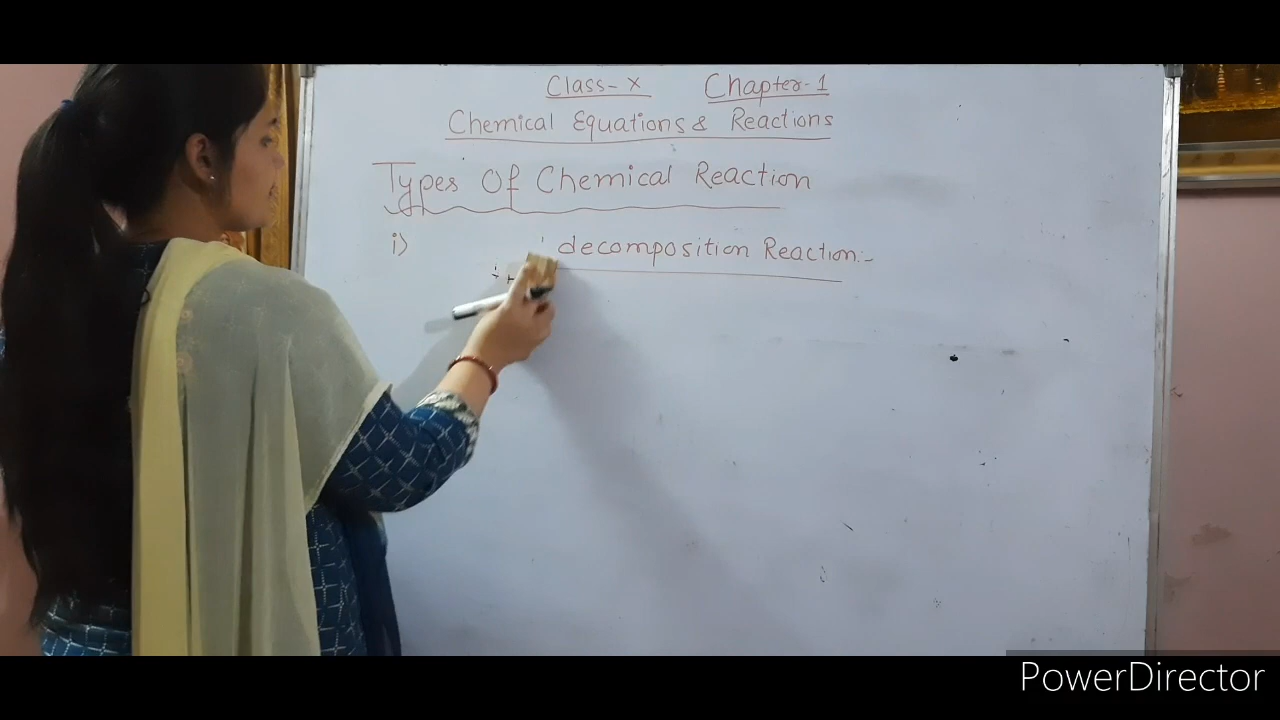 Class-X Chapter-1
Chemical Equations & Reactions
Types Of Chemical Reaction
i) decomposition Reaction:-
PowerDirector